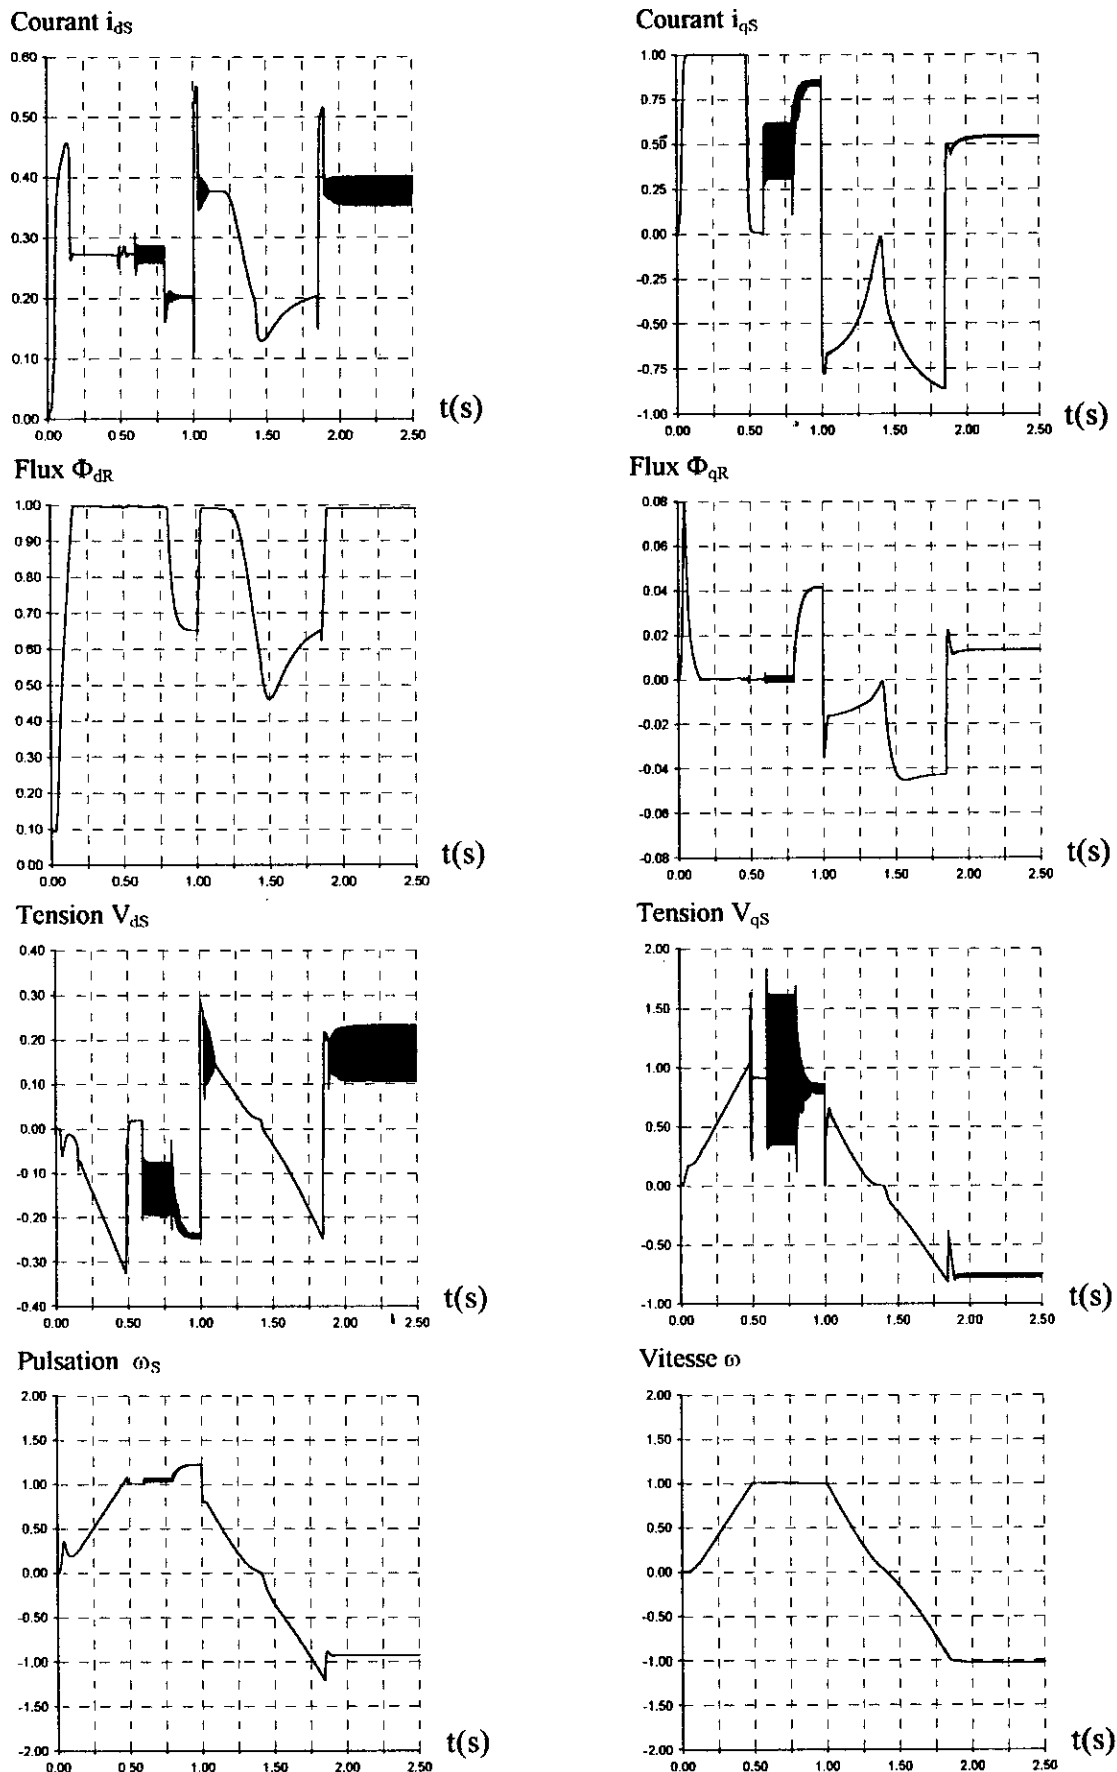 Courant i_dS
0.60
0.50
0.40
0.30
0.20
0.10
0.00
0.00 0.50 1.00 1.50 2.00 2.50
t(s)
Courant i_qS
1.00
0.75
0.50
0.25
0.00
-0.25
-0.50
-0.75
-1.00
0.00 0.50 1.00 1.50 2.00 2.50
t(s)
Flux Φ_dR
1.00
0.90
0.80
0.70
0.60
0.50
0.40
0.30
0.20
0.10
0.00
0.00 0.50 1.00 1.50 2.00 2.50
t(s)
Flux Φ_qR
0.08
0.06
0.04
0.02
0.00
-0.02
-0.04
-0.06
-0.08
0.00 0.50 1.00 1.50 2.00 2.50
t(s)
Tension V_dS
0.40
0.30
0.20
0.10
0.00
-0.10
-0.20
-0.30
-0.40
0.00 0.50 1.00 1.50 2.00 2.50
t(s)
Tension V_qS
2.00
1.50
1.00
0.50
0.00
-0.50
-1.00
0.00 0.50 1.00 1.50 2.00 2.50
t(s)
Pulsation ω_S
2.00
1.50
1.00
0.50
0.00
-0.50
-1.00
-1.50
-2.00
0.00 0.50 1.00 1.50 2.00 2.50
t(s)
Vitesse ω
2.00
1.50
1.00
0.50
0.00
-0.50
-1.00
-1.50
-2.00
0.00 0.50 1.00 1.50 2.00 2.50
t(s)